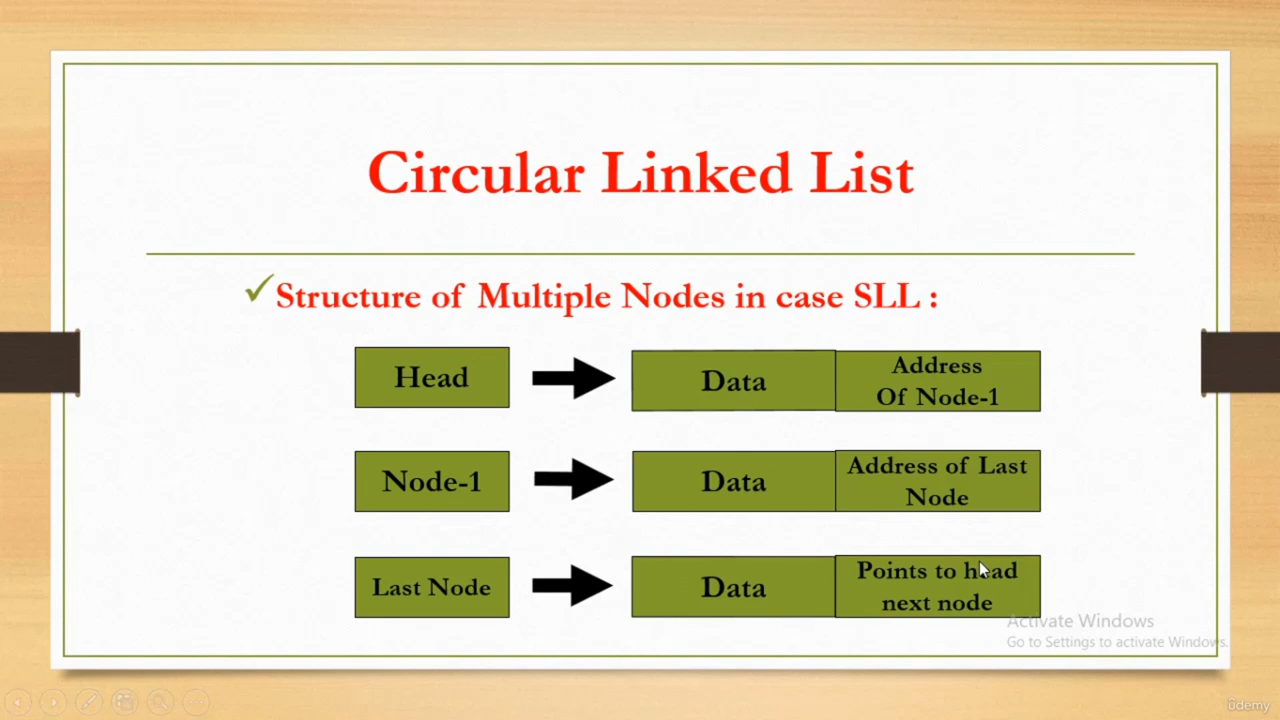 Circular Linked List
Structure of Multiple Nodes in case SLL :
Head
Data
Address
Of Node-1
Node-1
Data
Address of Last
Node
Last Node
Data
Points to head
next node
Activate Windows
Go to Settings to activate Windows.
ûdemy